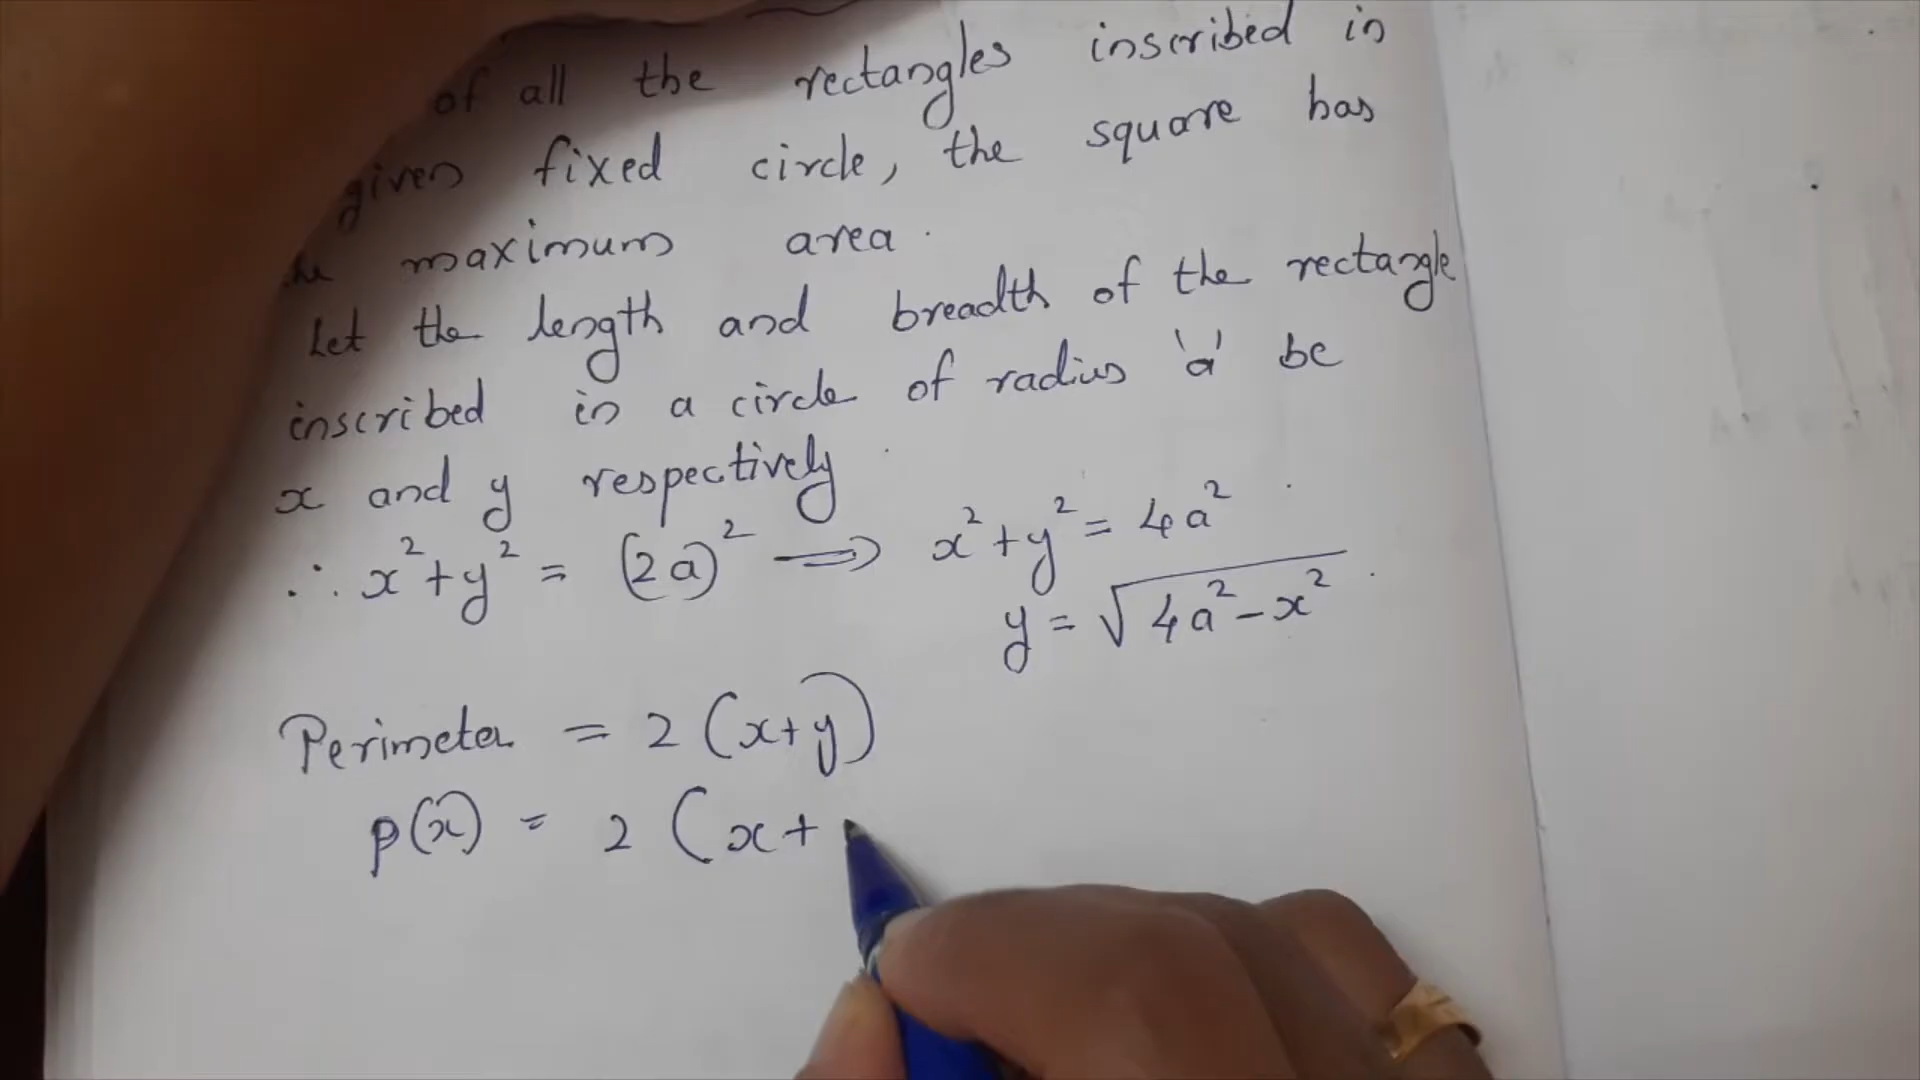 of all the rectangles inscribed in
given fixed circle, the square has
maximum area.
Let the length and breadth of the rectangle
inscribed in a circle of radius 'a' be
x and y respectively
∴ x² + y² = (2a)² ⟹ x² + y² = 4a².
y = √(4a² - x²).
Perimeter = 2 (x+y)
p(x) = 2 (x+